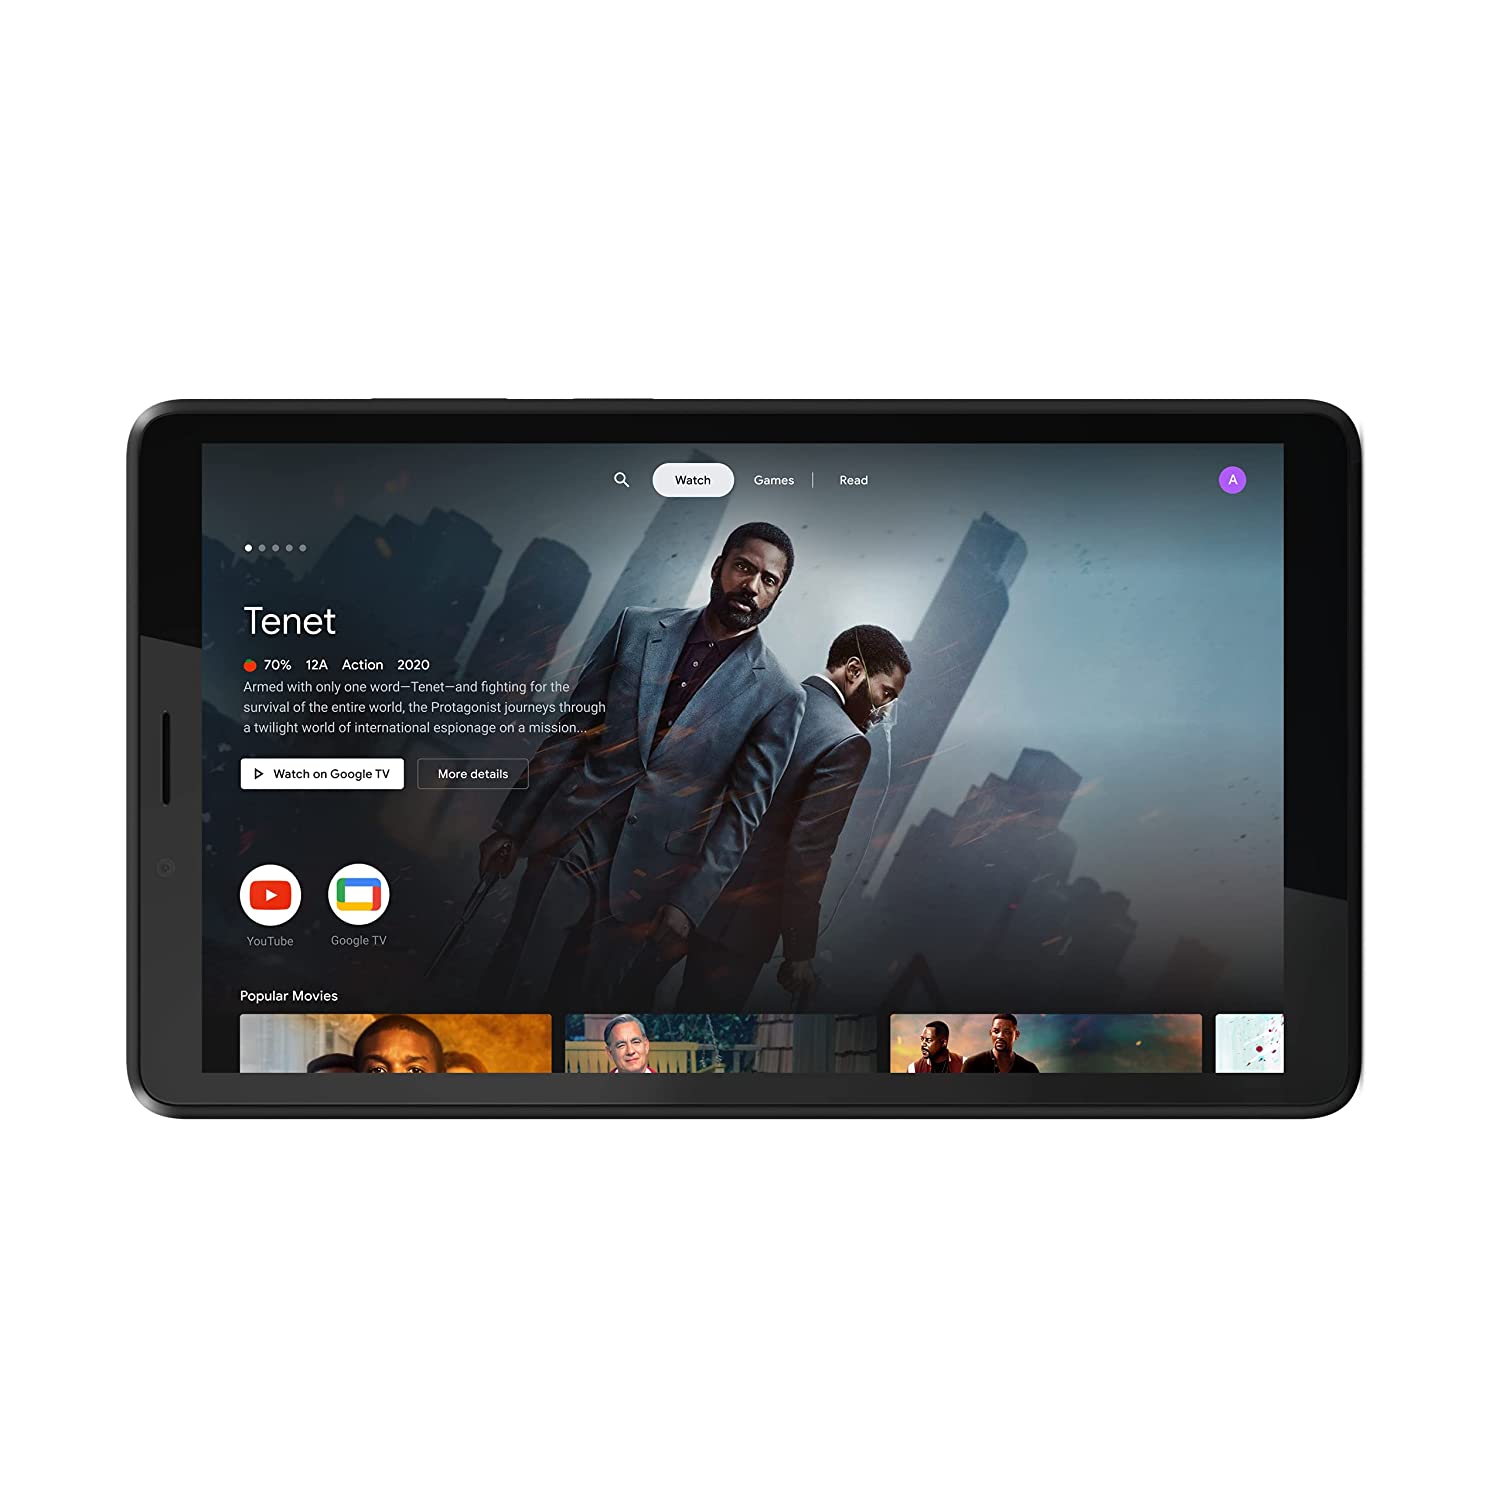 Watch Games Read A
Tenet
70% 12A Action 2020
Armed with only one word—Tenet—and fighting for the
survival of the entire world, the Protagonist journeys through
a twilight world of international espionage on a mission...
Watch on Google TV More details
YouTube Google TV
Popular Movies